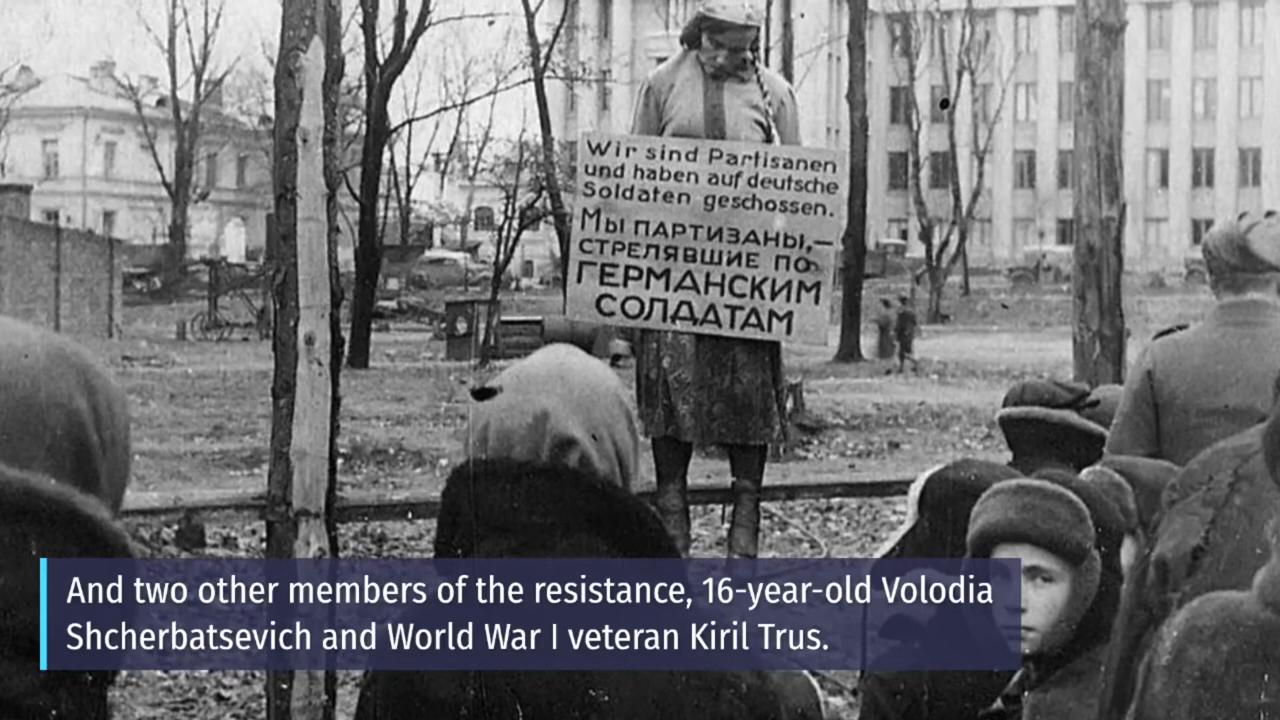 Wir sind Partisanen
und haben auf deutsche
Soldaten geschossen.
Мы партизаны,—
стрелявшие по
ГЕРМАНСКИМ
СОЛДАТАМ
And two other members of the resistance, 16-year-old Volodia
Shcherbatsevich and World War I veteran Kiril Trus.